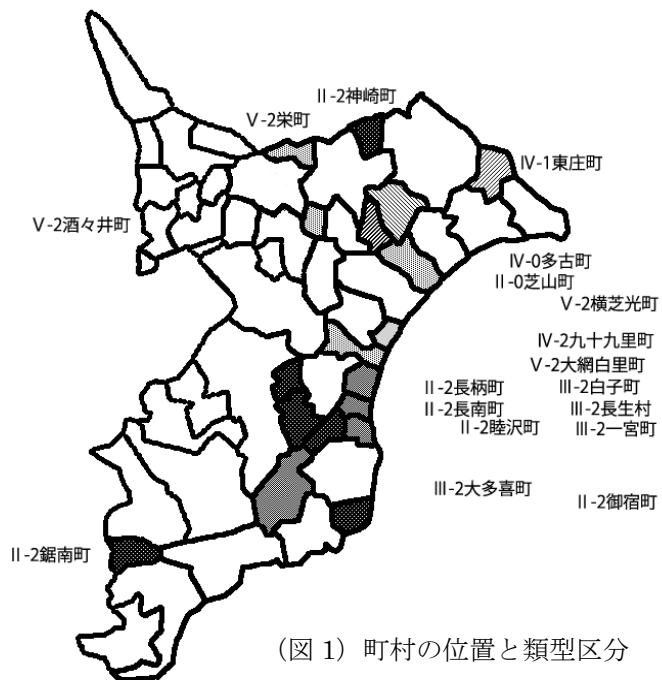 II-2神崎町
V-2栄町
IV-1東庄町
V-2酒々井町
IV-0多古町
II-0芝山町
V-2横芝光町
IV-2九十九里町
V-2大網白里町
II-2長柄町 III-2白子町
II-2長南町 III-2長生村
II-2睦沢町 III-2一宮町
III-2大多喜町
II-2御宿町
II-2鋸南町
(図 1) 町村の位置と類型区分